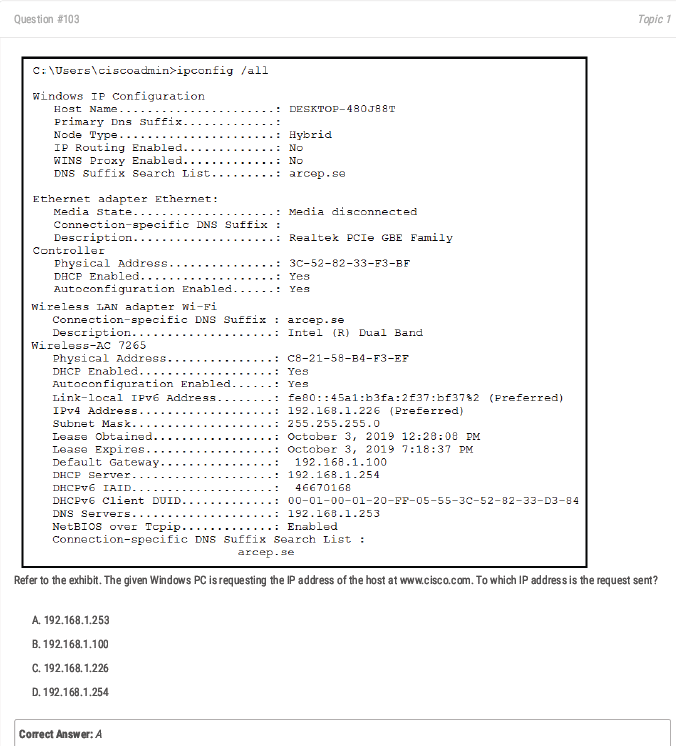 Question #103
Topic 1
C:\Users\ciscoadmin>ipconfig /all
Windows IP Configuration
Host Name......................: DESKTOP-480J88T
Primary Dns Suffix.............:
Node Type......................: Hybrid
IP Routing Enabled.............: No
WINS Proxy Enabled.............: No
DNS Suffix Search List.........: arcep.se
Ethernet adapter Ethernet:
Media State....................: Media disconnected
Connection-specific DNS Suffix :
Description....................: Realtek PCIe GBE Family
Controller
Physical Address...............: 3C-52-82-33-F3-BF
DHCP Enabled...................: Yes
Autoconfiguration Enabled......: Yes
Wireless LAN adapter Wi-Fi
Connection-specific DNS Suffix : arcep.se
Description....................: Intel (R) Dual Band
Wireless-AC 7265
Physical Address...............: C8-21-58-B4-F3-EF
DHCP Enabled...................: Yes
Autoconfiguration Enabled......: Yes
Link-local IPv6 Address........: fe80::45a1:b3fa:2f37:bf37%2 (Preferred)
IPv4 Address...................: 192.168.1.226 (Preferred)
Subnet Mask....................: 255.255.255.0
Lease Obtained.................: October 3, 2019 12:28:08 PM
Lease Expires..................: October 3, 2019 7:18:37 PM
Default Gateway................: 192.168.1.100
DHCP Server....................: 192.168.1.254
DHCPv6 IAID....................: 46670168
DHCPv6 Client DUID.............: 00-01-00-01-20-FF-05-55-3C-52-82-33-D3-84
DNS Servers....................: 192.168.1.253
NetBIOS over Tcpip.............: Enabled
Connection-specific DNS Suffix Search List :
arcep.se
Refer to the exhibit. The given Windows PC is requesting the IP address of the host at www.cisco.com. To which IP address is the request sent?
A. 192.168.1.253
B. 192.168.1.100
C. 192.168.1.226
D. 192.168.1.254
Correct Answer: A